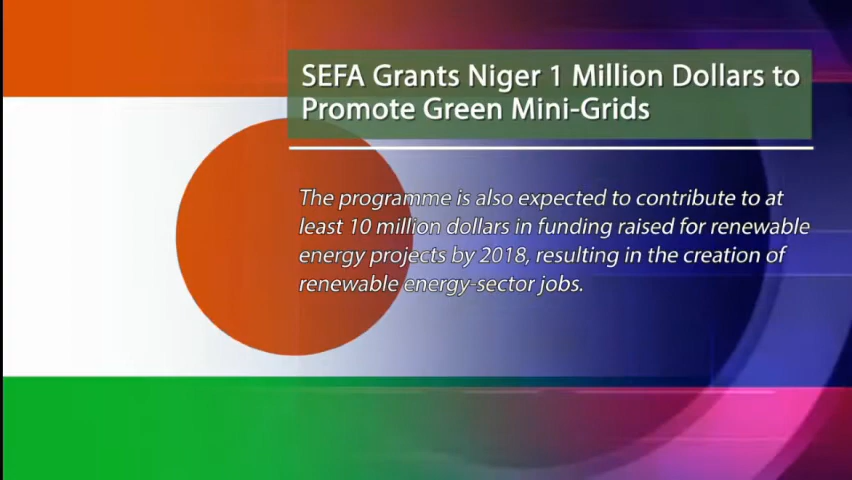 SEFA Grants Niger 1 Million Dollars to
Promote Green Mini-Grids
The programme is also expected to contribute to at
least 10 million dollars in funding raised for renewable
energy projects by 2018, resulting in the creation of
renewable energy-sector jobs.